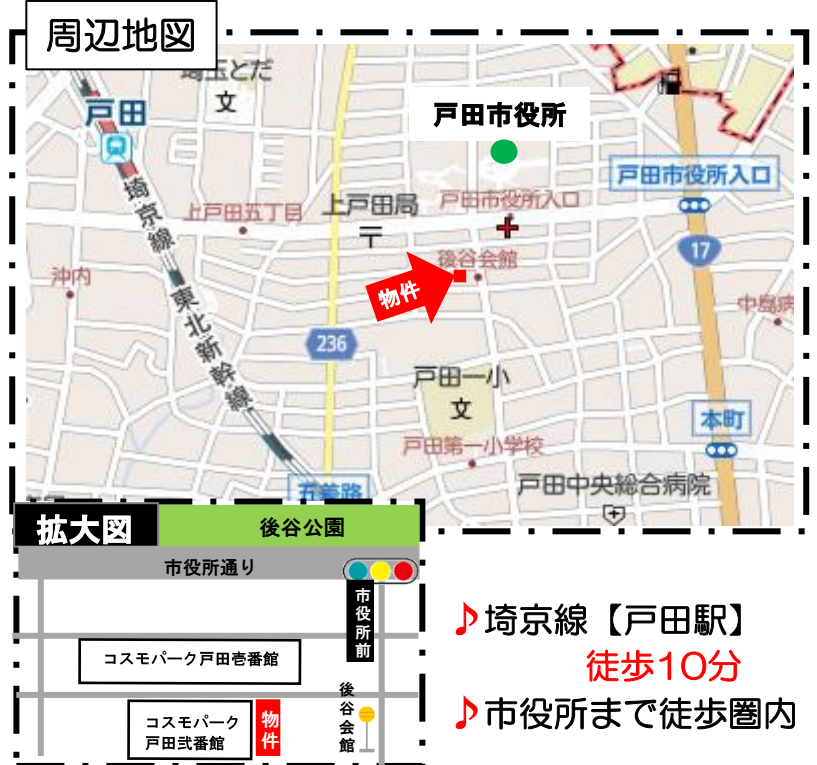 周辺地図
埼玉とだ
文
戸田
戸田市役所
戸田市役所入口
埼京線
東北新幹線
上戸田五丁目
上戸田局
戸田市役所入口
17
後谷会館
沖内
物件
中島病
236
戸田一小
文
本町
戸田第一小学校
戸田中央総合病院
拡大図
後谷公園
市役所通り
市役所前
コスモパーク戸田壱番館
後谷会館
コスモパーク
戸田弐番館
物件
♪埼京線【戸田駅】
徒歩10分
♪市役所まで徒歩圏内